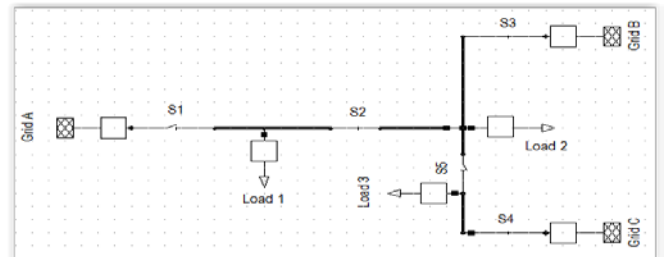 S3
Grid B
Grid A
S1
S2
Load 2
Load 1
S5
Load 3
S4
Grid C